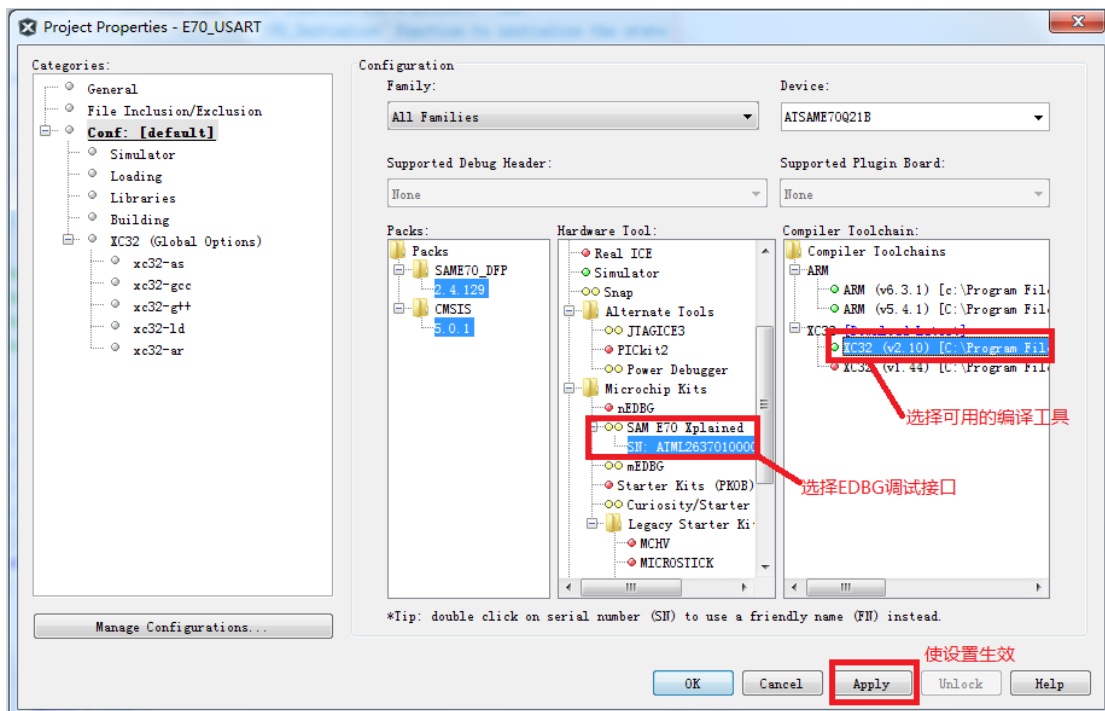 Project Properties - E70_USART
Categories:
General
File Inclusion/Exclusion
Conf: [default]
Simulator
Loading
Libraries
Building
XC32 (Global Options)
xc32-as
xc32-gcc
xc32-g++
xc32-ld
xc32-ar
Manage Configurations...
Configuration
Family:
All Families
Device:
ATSAME70Q21B
Supported Debug Header:
None
Supported Plugin Board:
None
Packs:
Packs
SAME70_DFP
2.4.129
CMSIS
5.0.1
Hardware Tool:
Real ICE
Simulator
Snap
Alternate Tools
JTAGICE3
PICkit2
Power Debugger
Microchip Kits
nEDBG
SAM E70 Xplained
SN: ATML2637010000
mEDBG
Starter Kits (PKOB)
Curiosity/Starter
Legacy Starter Ki
MCHV
MICROSTICK
Compiler Toolchain:
Compiler Toolchains
ARM
ARM (v6.3.1) [c:\Program File
ARM (v5.4.1) [C:\Program File
XC32 [Download Latest]
XC32 (v2.10) [C:\Program File
XC32 (v1.44) [C:\Program File
选择可用的编译工具
选择EDBG调试接口
*Tip: double click on serial number (SN) to use a friendly name (FN) instead.
使设置生效
OK
Cancel
Apply
Unlock
Help